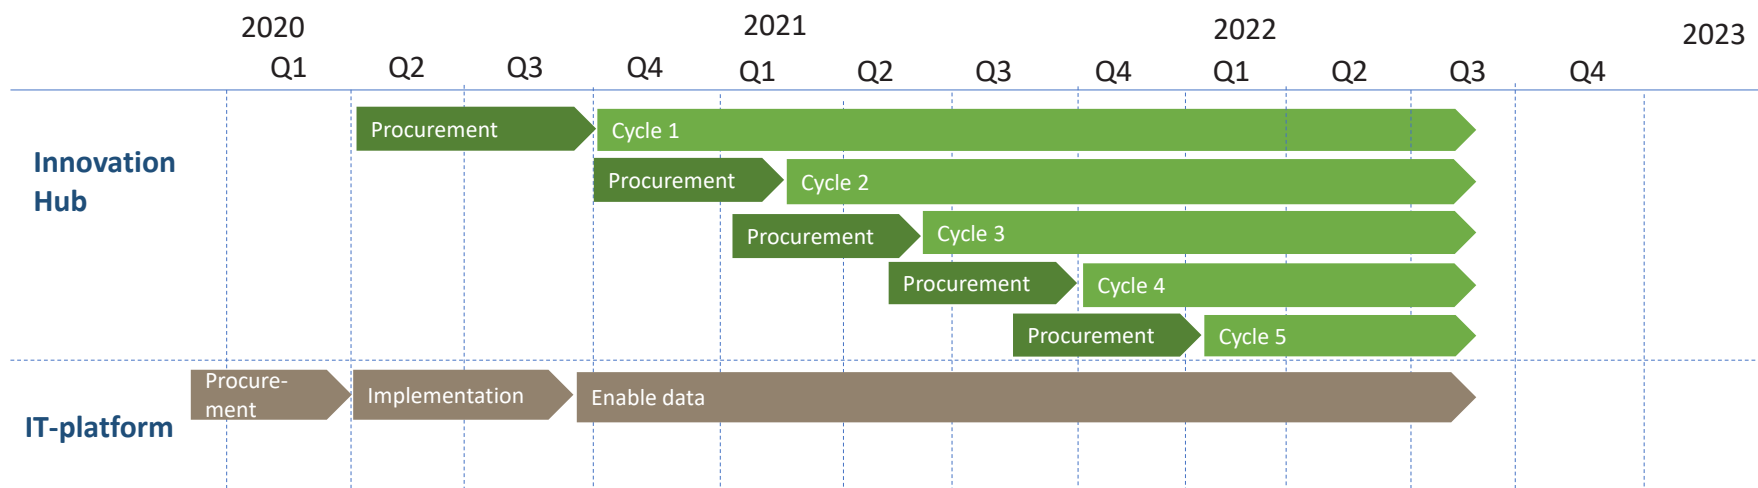 2020 2021 2022 2023
Q1 Q2 Q3 Q4 Q1 Q2 Q3 Q4 Q1 Q2 Q3 Q4
Innovation
Hub
Procurement Cycle 1
Procurement Cycle 2
Procurement Cycle 3
Procurement Cycle 4
Procurement Cycle 5
IT-platform
Procure-
ment
Implementation
Enable data